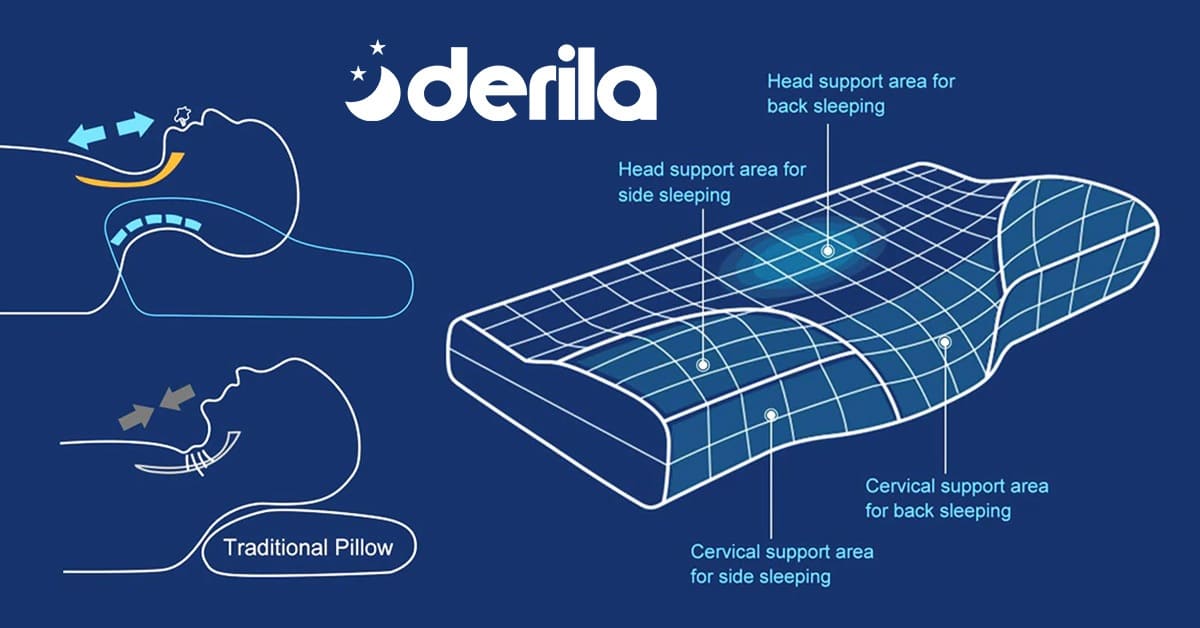 derila
Head support area for
back sleeping
Head support area for
side sleeping
Traditional Pillow
Cervical support area
for back sleeping
Cervical support area
for side sleeping